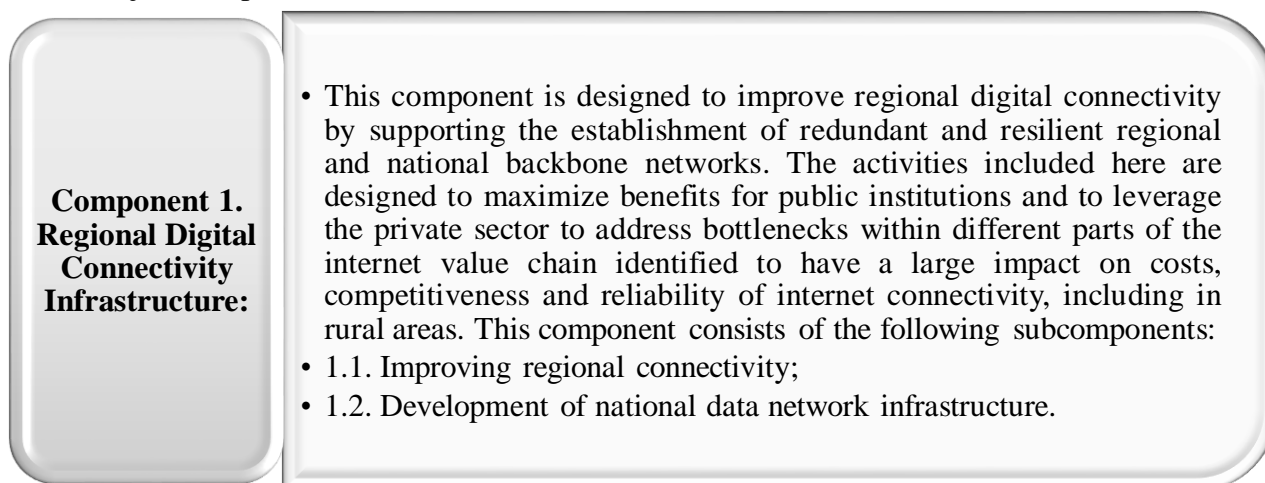 Component 1.
Regional Digital
Connectivity
Infrastructure:
• This component is designed to improve regional digital connectivity
by supporting the establishment of redundant and resilient regional
and national backbone networks. The activities included here are
designed to maximize benefits for public institutions and to leverage
the private sector to address bottlenecks within different parts of the
internet value chain identified to have a large impact on costs,
competitiveness and reliability of internet connectivity, including in
rural areas. This component consists of the following subcomponents:
• 1.1. Improving regional connectivity;
• 1.2. Development of national data network infrastructure.